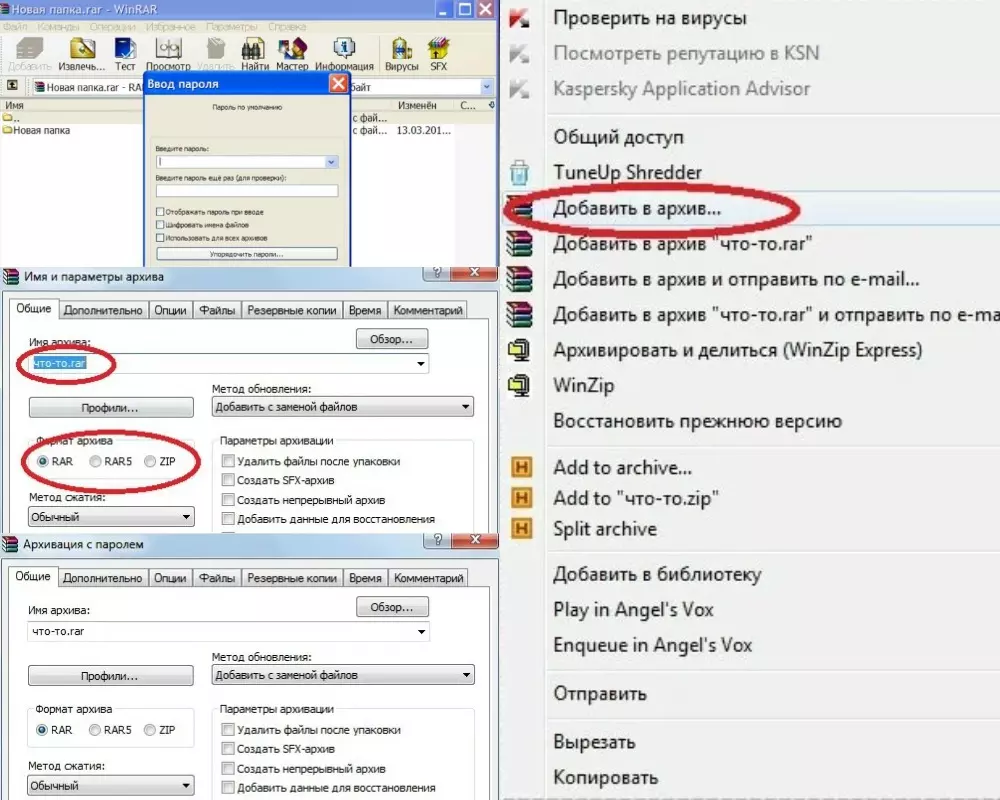 Новая папка.rar - WinRAR
Файл Команды Операции Избранное Параметры Справка
Добавить Извлечь... Тест Просмотр Удалить Найти Мастер Информация Вирусы SFX
Новая папка.rar - RA
байт
Имя Изменён С...
..
с фай...
Новая папка
с фай... 13.03.201...
Ввод пароля
Пароль по умолчанию
Введите пароль:
Введите пароль ещё раз (для проверки):
Отображать пароль при вводе
Шифровать имена файлов
Использовать для всех архивов
Упорядочить пароли...
Имя и параметры архива
Общие Дополнительно Опции Файлы Резервные копии Время Комментарий
Имя архива:
Обзор...
что-то.rar
Профили...
Метод обновления:
Добавить с заменой файлов
Формат архива
RAR RAR5 ZIP
Метод сжатия:
Обычный
Параметры архивации
Удалить файлы после упаковки
Создать SFX-архив
Создать непрерывный архив
Добавить данные для восстановления
Архивация с паролем
Общие Дополнительно Опции Файлы Резервные копии Время Комментарий
Имя архива:
Обзор...
что-то.rar
Профили...
Метод обновления:
Добавить с заменой файлов
Формат архива
RAR RAR5 ZIP
Метод сжатия:
Обычный
Параметры архивации
Удалить файлы после упаковки
Создать SFX-архив
Создать непрерывный архив
Добавить данные для восстановления
Проверить на вирусы
Посмотреть репутацию в KSN
Kaspersky Application Advisor
Общий доступ
TuneUp Shredder
Добавить в архив...
Добавить в архив "что-то.rar"
Добавить в архив и отправить по e-mail...
Добавить в архив "что-то.rar" и отправить по e-ma
Архивировать и делиться (WinZip Express)
WinZip
Восстановить прежнюю версию
Add to archive...
Add to "что-то.zip"
Split archive
Добавить в библиотеку
Play in Angel's Vox
Enqueue in Angel's Vox
Отправить
Вырезать
Копировать